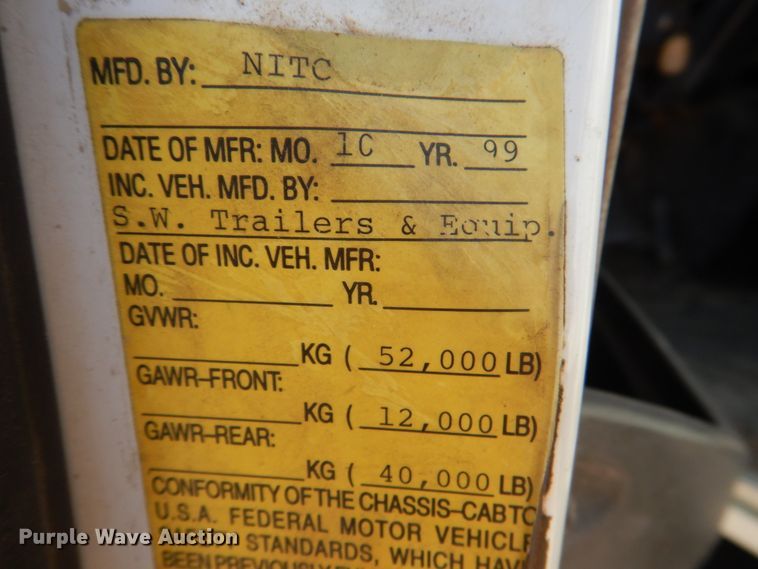 MFD. BY: NITC
DATE OF MFR: MO. 10 YR. 99
INC. VEH. MFD. BY:
S.W. Trailers & Equip.
DATE OF INC. VEH. MFR:
MO. YR.
GVWR:
KG ( 52,000 LB)
GAWR-FRONT:
KG ( 12,000 LB)
GAWR-REAR:
KG ( 40,000 LB)
CONFORMITY OF THE CHASSIS-CAB TO
U.S.A. FEDERAL MOTOR VEHICLE
STANDARDS, WHICH HAVE
BEEN PREVIOUSLY
Purple Wave Auction